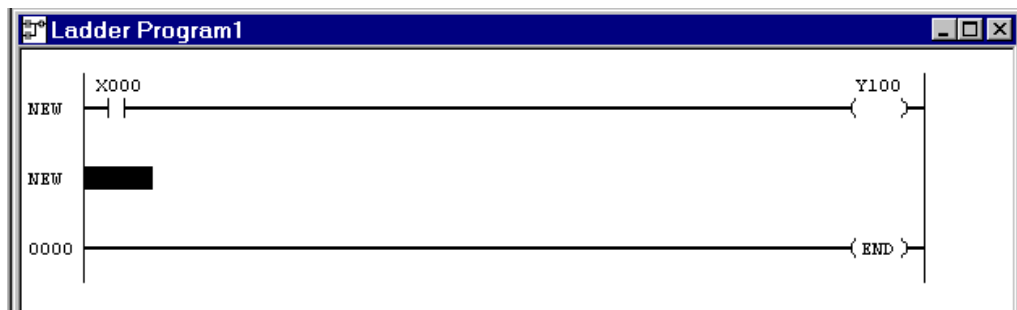 Ladder Program1
X000 Y100
NEW
NEW
0000 END